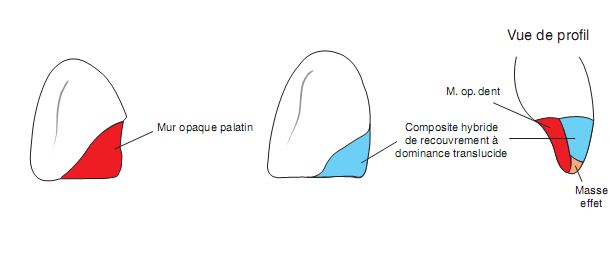 Vue de profil
M. op. dent
Mur opaque palatin
Composite hybride
de recouvrement à
dominance translucide
Masse
effet